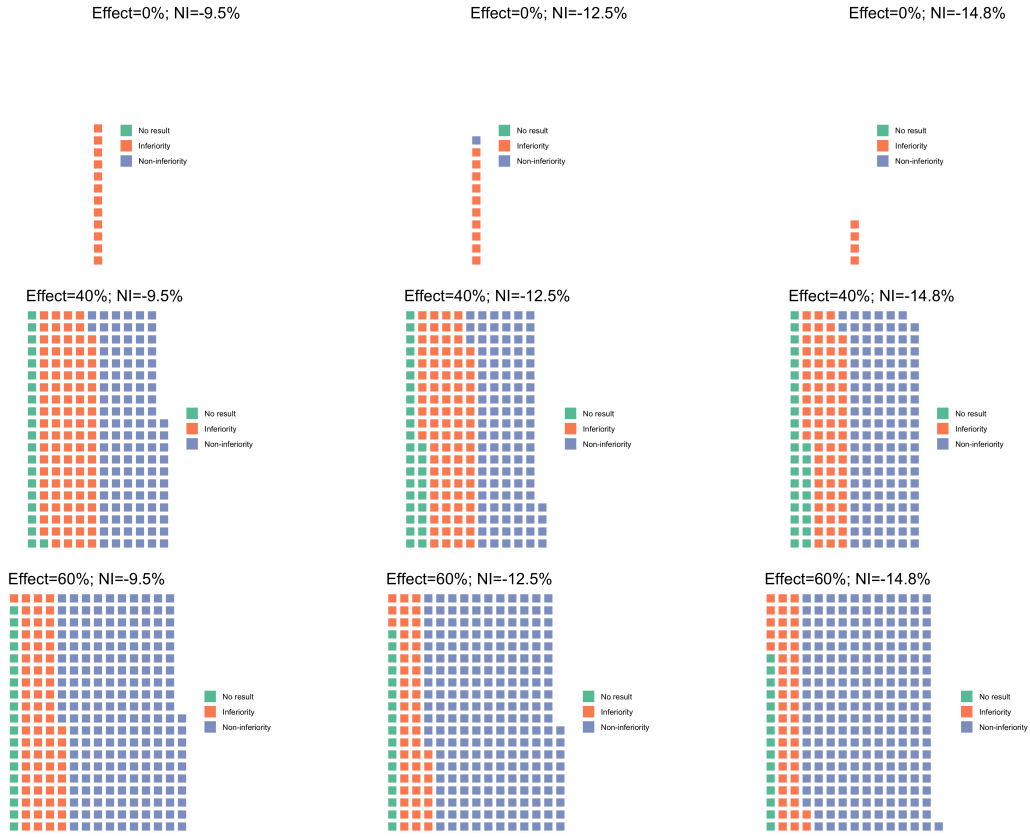 Effect=0%; NI=-9.5%
Effect=0%; NI=-12.5%
Effect=0%; NI=-14.8%
No result
Inferiority
Non-inferiority
No result
Inferiority
Non-inferiority
No result
Inferiority
Non-inferiority
Effect=40%; NI=-9.5%
Effect=40%; NI=-12.5%
Effect=40%; NI=-14.8%
No result
Inferiority
Non-inferiority
No result
Inferiority
Non-inferiority
No result
Inferiority
Non-inferiority
Effect=60%; NI=-9.5%
Effect=60%; NI=-12.5%
Effect=60%; NI=-14.8%
No result
Inferiority
Non-inferiority
No result
Inferiority
Non-inferiority
No result
Inferiority
Non-inferiority